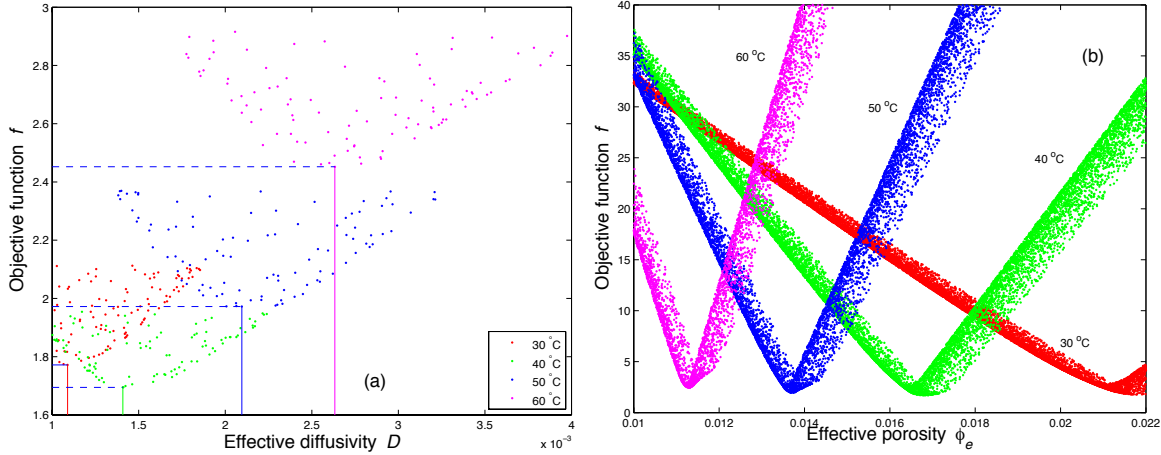 3
2.8
2.6
2.4
2.2
2
1.8
1.6
Objective function f
1 1.5 2 2.5 3 3.5 4
x 10⁻³
Effective diffusivity D
(a)
30 °C
40 °C
50 °C
60 °C
40
35
30
25
20
15
10
5
0
Objective function f
0.01 0.012 0.014 0.016 0.018 0.02 0.022
Effective porosity ϕe
(b)
60 °C
50 °C
40 °C
30 °C